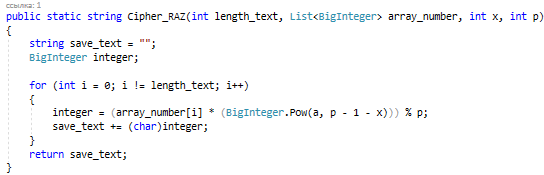 ссылка: 1
public static string Cipher_RAZ(int length_text, List<BigInteger> array_number, int x, int p)
{
    string save_text = "";
    BigInteger integer;

    for (int i = 0; i != length_text; i++)
    {
        integer = (array_number[i] * (BigInteger.Pow(a, p - 1 - x))) % p;
        save_text += (char)integer;
    }
    return save_text;
}